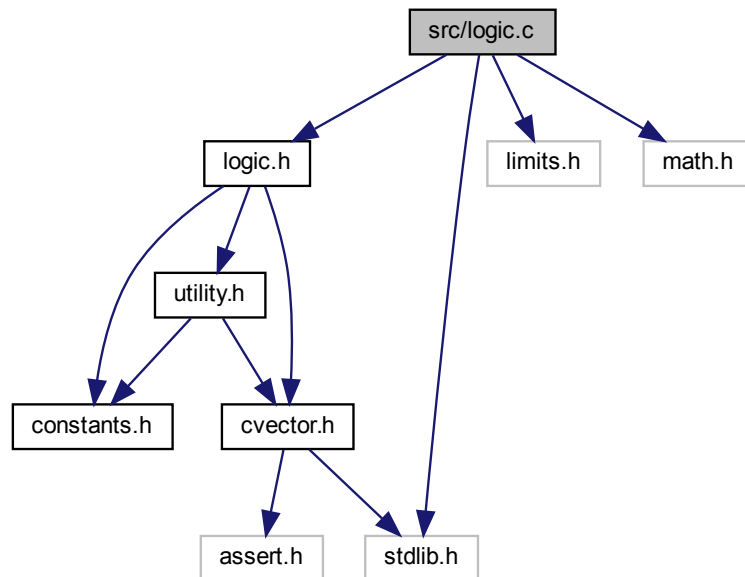 src/logic.c
logic.h
limits.h
math.h
utility.h
constants.h
cvector.h
assert.h
stdlib.h